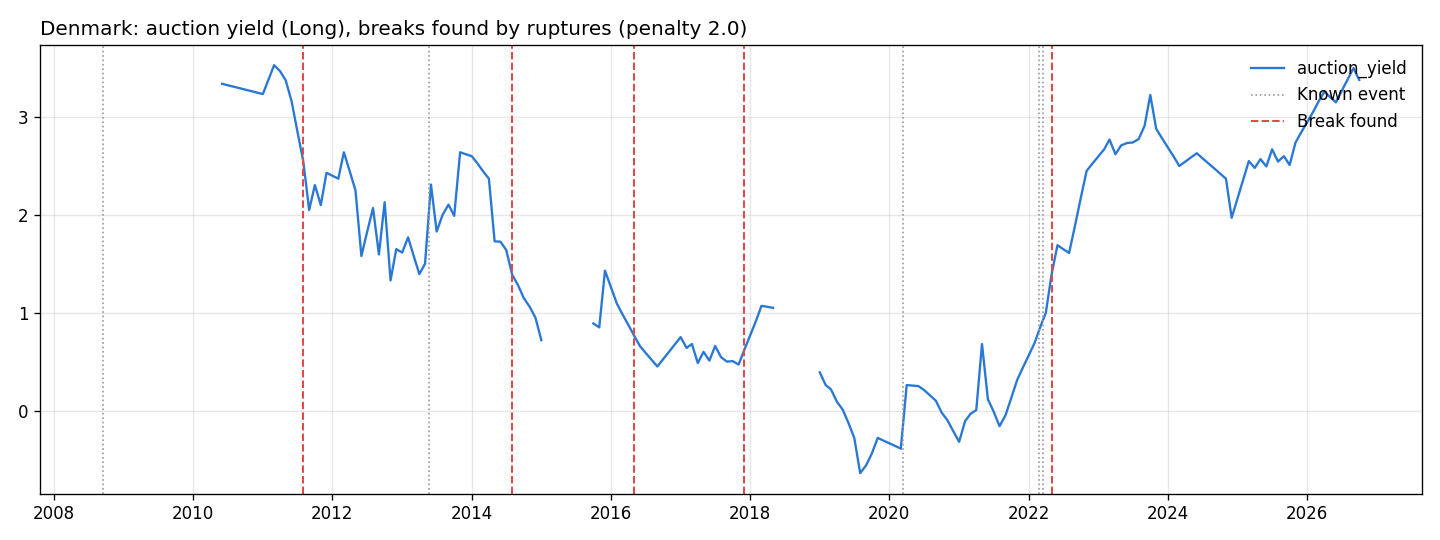 Denmark: auction yield (Long), breaks found by ruptures (penalty 2.0)
auction_yield
Known event
Break found
3
2
1
0
2008 2010 2012 2014 2016 2018 2020 2022 2024 2026